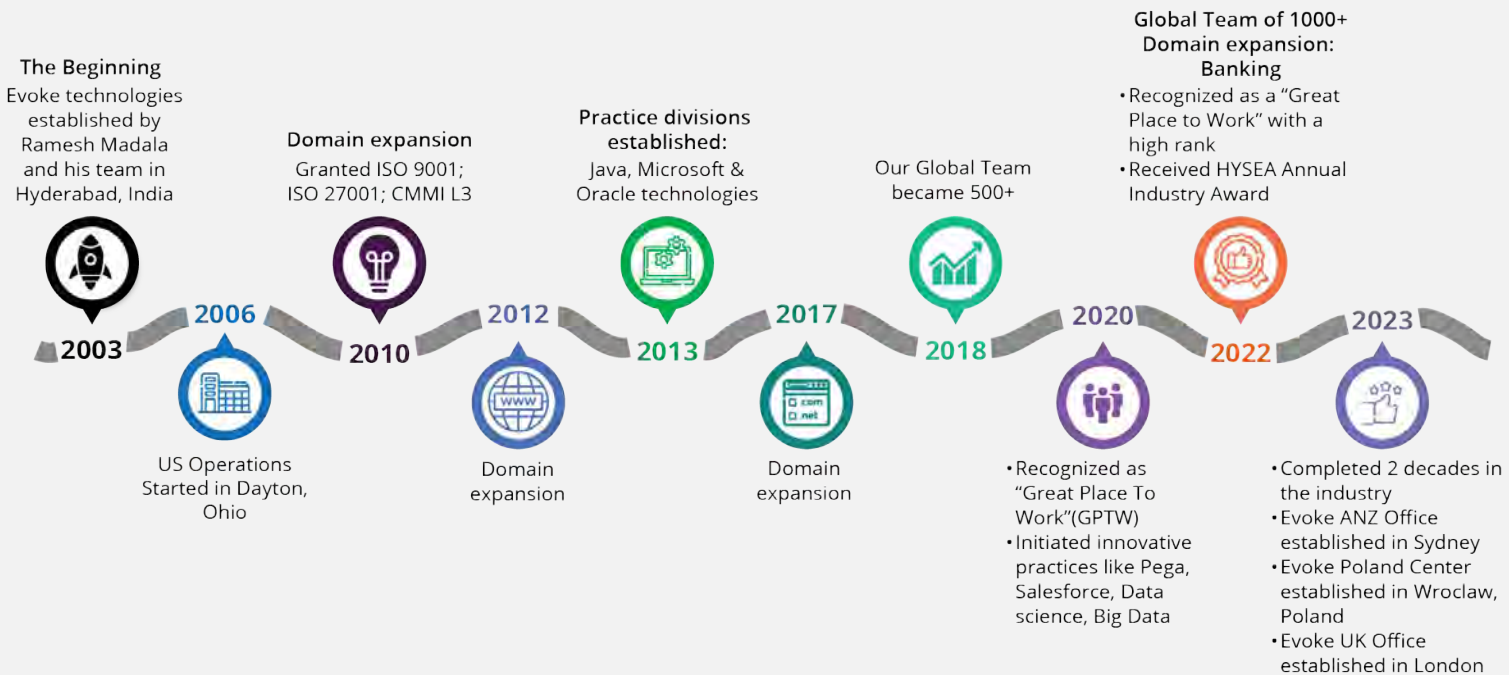 The Beginning
Evoke technologies
established by
Ramesh Madala
and his team in
Hyderabad, India
2003
2006
US Operations
Started in Dayton,
Ohio
Domain expansion
Granted ISO 9001;
ISO 27001; CMMI L3
2010
2012
www
Domain
expansion
Practice divisions
established:
Java, Microsoft &
Oracle technologies
2013
2017
com
net
Domain
expansion
Our Global Team
became 500+
2018
2020
•Recognized as
“Great Place To
Work”(GPTW)
•Initiated innovative
practices like Pega,
Salesforce, Data
science, Big Data
Global Team of 1000+
Domain expansion:
Banking
•Recognized as a “Great
Place to Work” with a
high rank
•Received HYSEA Annual
Industry Award
2022
2023
•Completed 2 decades in
the industry
•Evoke ANZ Office
established in Sydney
•Evoke Poland Center
established in Wroclaw,
Poland
•Evoke UK Office
established in London